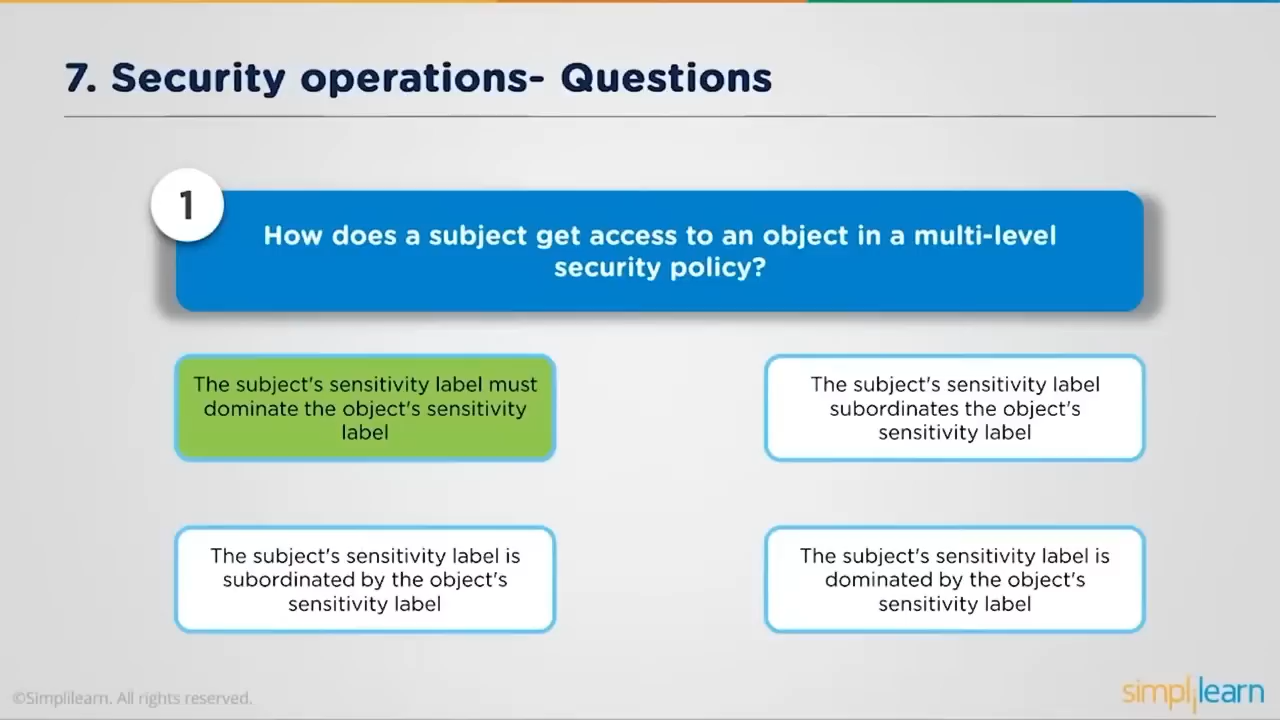 7. Security operations- Questions
1
How does a subject get access to an object in a multi-level
security policy?
The subject's sensitivity label must
dominate the object's sensitivity
label
The subject's sensitivity label
subordinates the object's
sensitivity label
The subject's sensitivity label is
subordinated by the object's
sensitivity label
The subject's sensitivity label is
dominated by the object's
sensitivity label
©Simplilearn. All rights reserved.
simplilearn